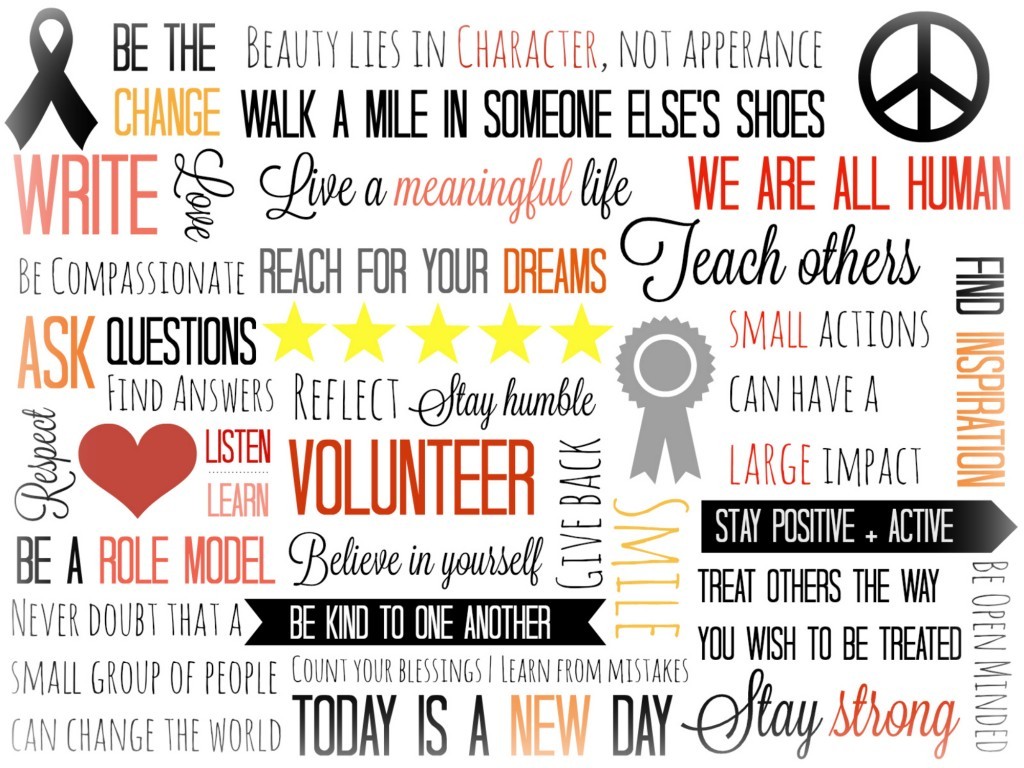 BE THE
CHANGE
BEAUTY LIES IN CHARACTER, NOT APPERANCE
WALK A MILE IN SOMEONE ELSE'S SHOES
WRITE
Love
Live a meaningful life
WE ARE ALL HUMAN
BE COMPASSIONATE
REACH FOR YOUR DREAMS
Teach others
FIND INSPIRATION
ASK QUESTIONS
FIND ANSWERS
REFLECT
Stay humble
SMALL ACTIONS
CAN HAVE A
LARGE IMPACT
Respect
LISTEN
LEARN
VOLUNTEER
GIVE BACK
SMILE
STAY POSITIVE + ACTIVE
BE A ROLE MODEL
Believe in yourself
TREAT OTHERS THE WAY
YOU WISH TO BE TREATED
BE OPEN MINDED
NEVER DOUBT THAT A
SMALL GROUP OF PEOPLE
CAN CHANGE THE WORLD
BE KIND TO ONE ANOTHER
COUNT YOUR BLESSINGS | LEARN FROM MISTAKES
TODAY IS A NEW DAY
Stay strong